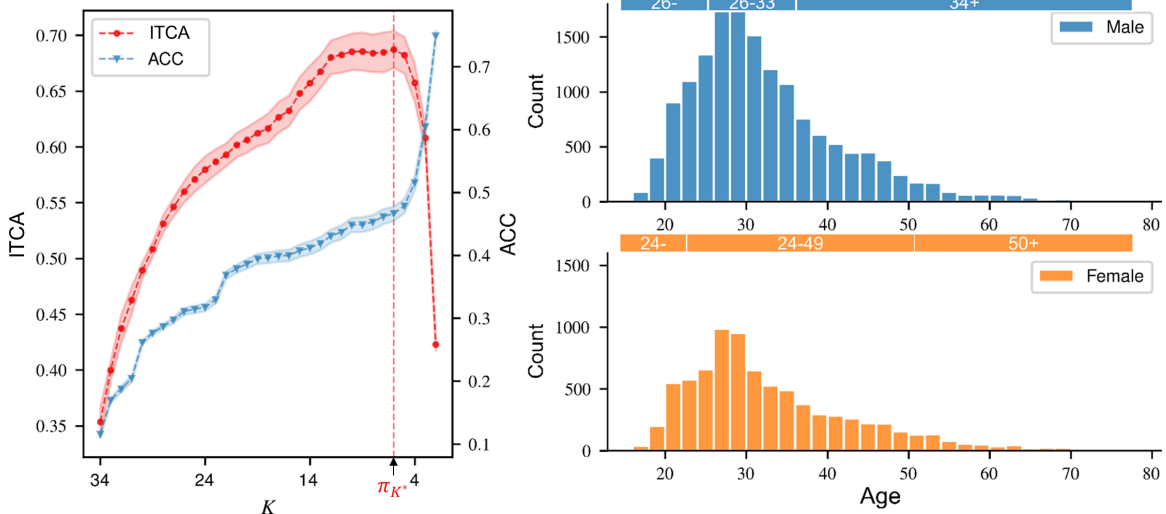 ITCA
ACC
0.70
0.65
0.60
0.55
0.50
0.45
0.40
0.35
ITCA
0.7
0.6
0.5
0.4
0.3
0.2
0.1
ACC
34 24 14 4
π_{K*}
K
26- 26-33 34+
Male
1500
1000
500
0
Count
20 30 40 50 60 70 80
24- 24-49 50+
Female
1500
1000
500
0
Count
20 30 40 50 60 70 80
Age